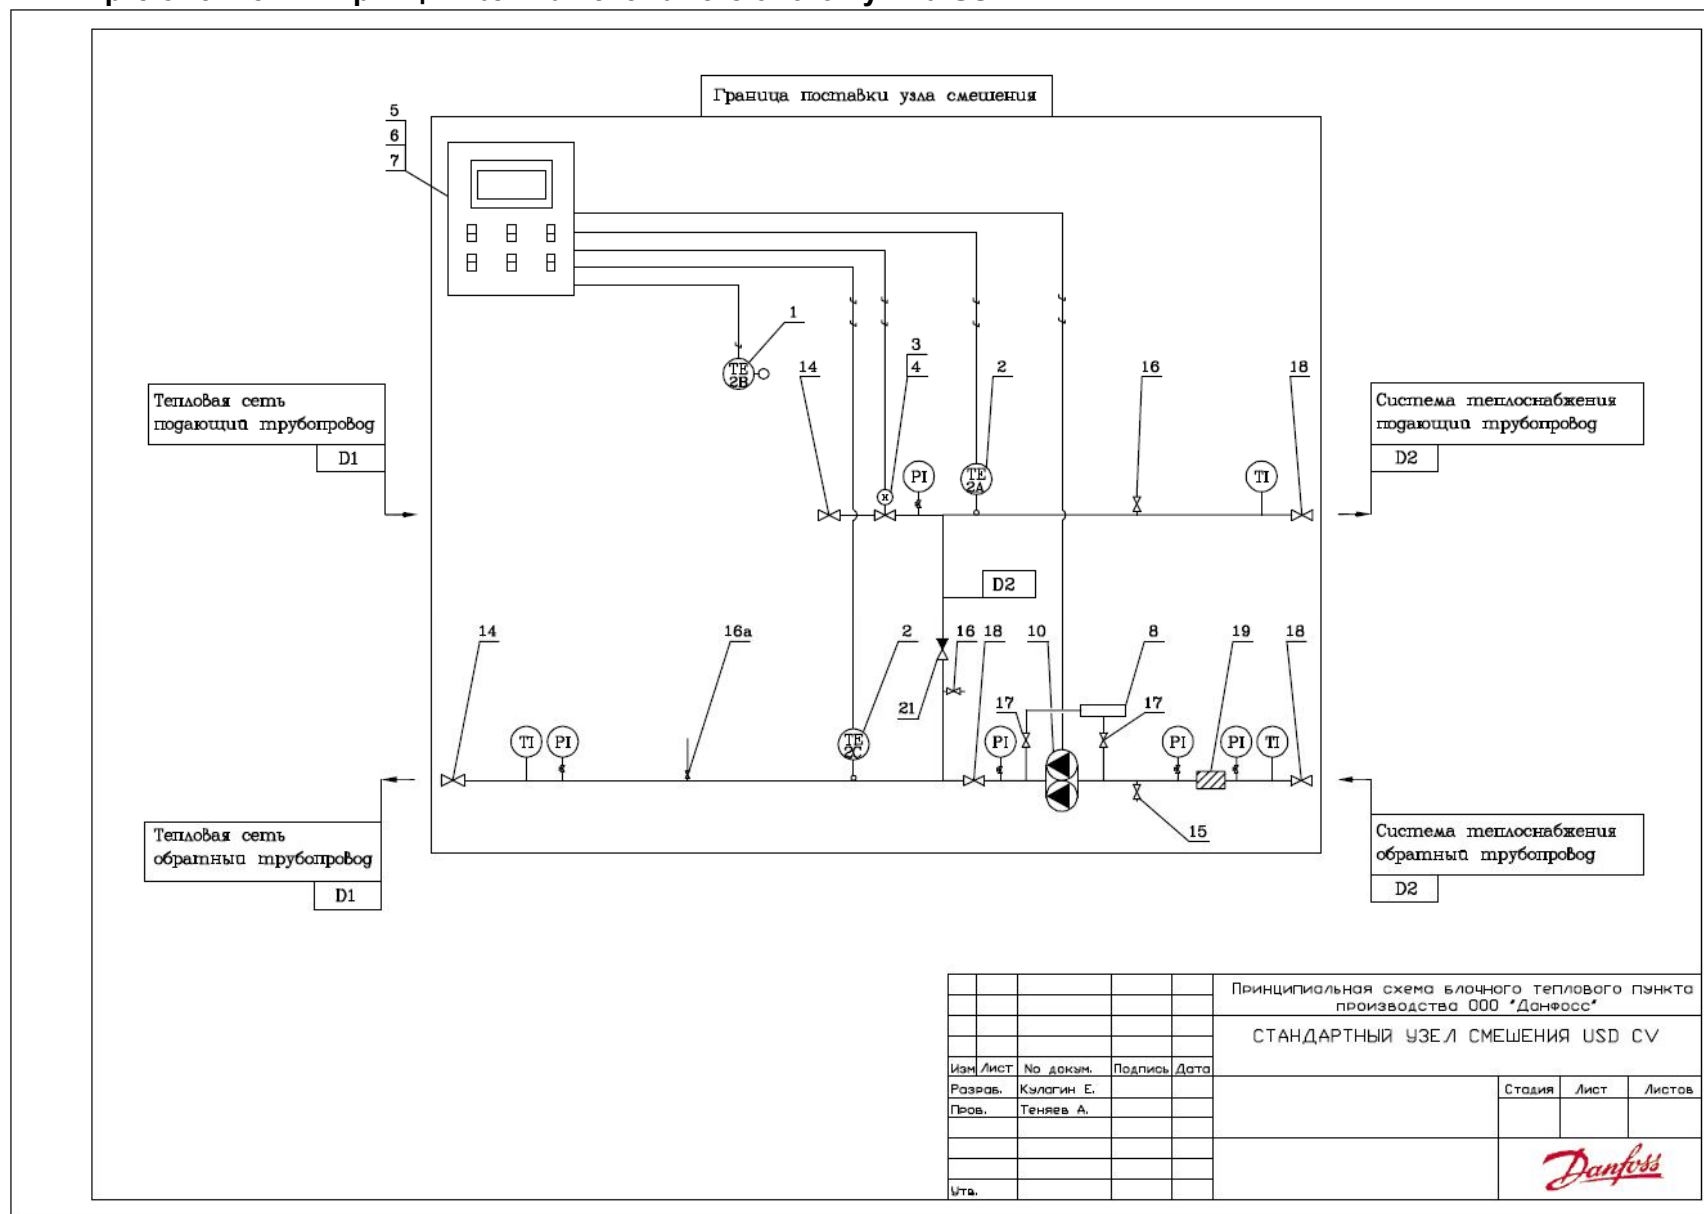 Граница поставки узла смешения
5
6
7
1
3
4
14
2
16
18
TE
2B
PI
TE
2A
TI
Тепловая сеть
подающий трубопровод
D1
Система теплоснабжения
подающий трубопровод
D2
D2
14
16a
2
16
18
10
8
19
18
21
17
17
TI
PI
TE
2C
PI
PI
PI
TI
15
Тепловая сеть
обратный трубопровод
D1
Система теплоснабжения
обратный трубопровод
D2
Принципиальная схема блочного теплового пункта
производства ООО "Данфосс"
СТАНДАРТНЫЙ УЗЕЛ СМЕШЕНИЯ USD CV
Изм Лист No докум. Подпись Дата
Разраб. Кулагин Е.
Стадия Лист Листов
Пров. Теняев А.
Утв.
Danfoss